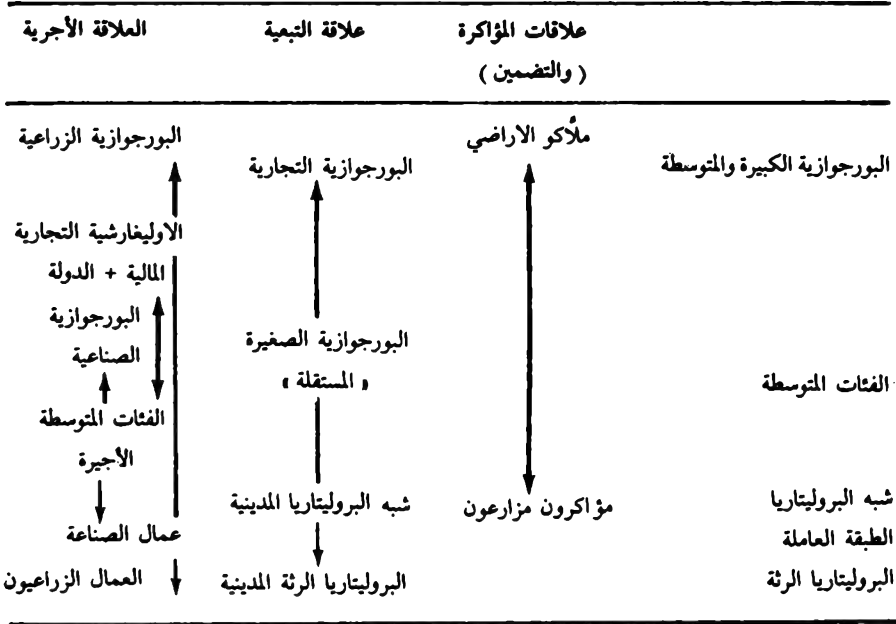 علاقات المؤاكرة علاقة التبعية العلاقة الأجرية
( والتضمين )
ملاَّكو الاراضي البورجوازية الزراعية
البورجوازية الكبيرة والمتوسطة البورجوازية التجارية
الاوليغارشية التجارية
المالية + الدولة
البورجوازية
البورجوازية الصغيرة
الصناعية
الفئات المتوسطة « المستقلة »
الفئات المتوسطة
الأجيرة
شبه البروليتاريا مؤاكرون مزارعون شبه البروليتاريا المدينية
الطبقة العاملة عمال الصناعة
البروليتاريا الرثة البروليتاريا الرثة المدينية العمال الزراعيون